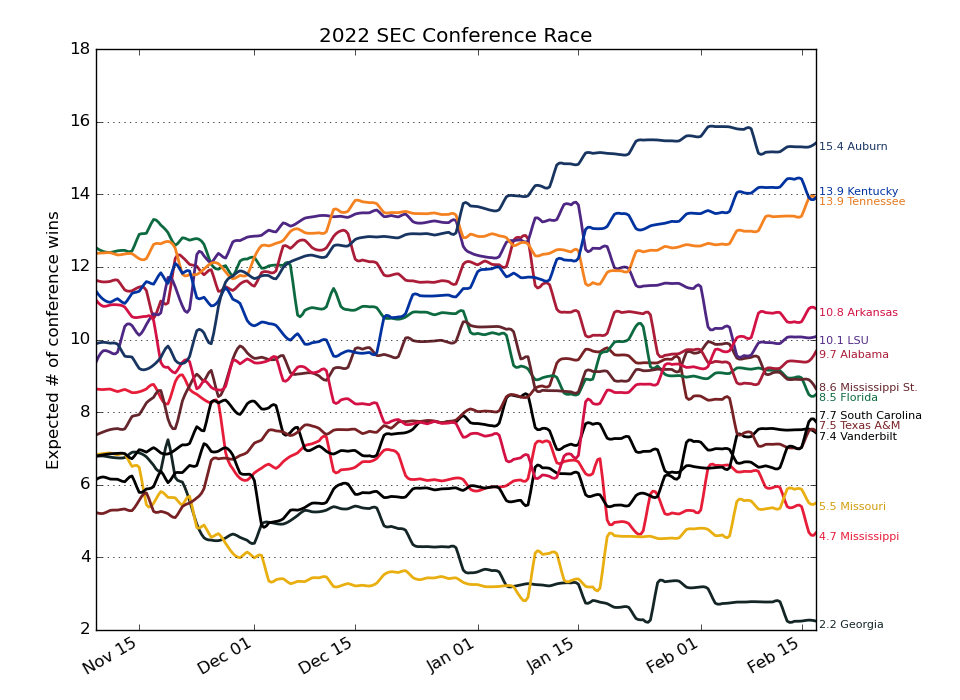 2022 SEC Conference Race
Expected # of conference wins
18
16
14
12
10
8
6
4
2
Nov 15
Dec 01
Dec 15
Jan 01
Jan 15
Feb 01
Feb 15
15.4 Auburn
13.9 Kentucky
13.9 Tennessee
10.8 Arkansas
10.1 LSU
9.7 Alabama
8.6 Mississippi St.
8.5 Florida
7.7 South Carolina
7.5 Texas A&M
7.4 Vanderbilt
5.5 Missouri
4.7 Mississippi
2.2 Georgia